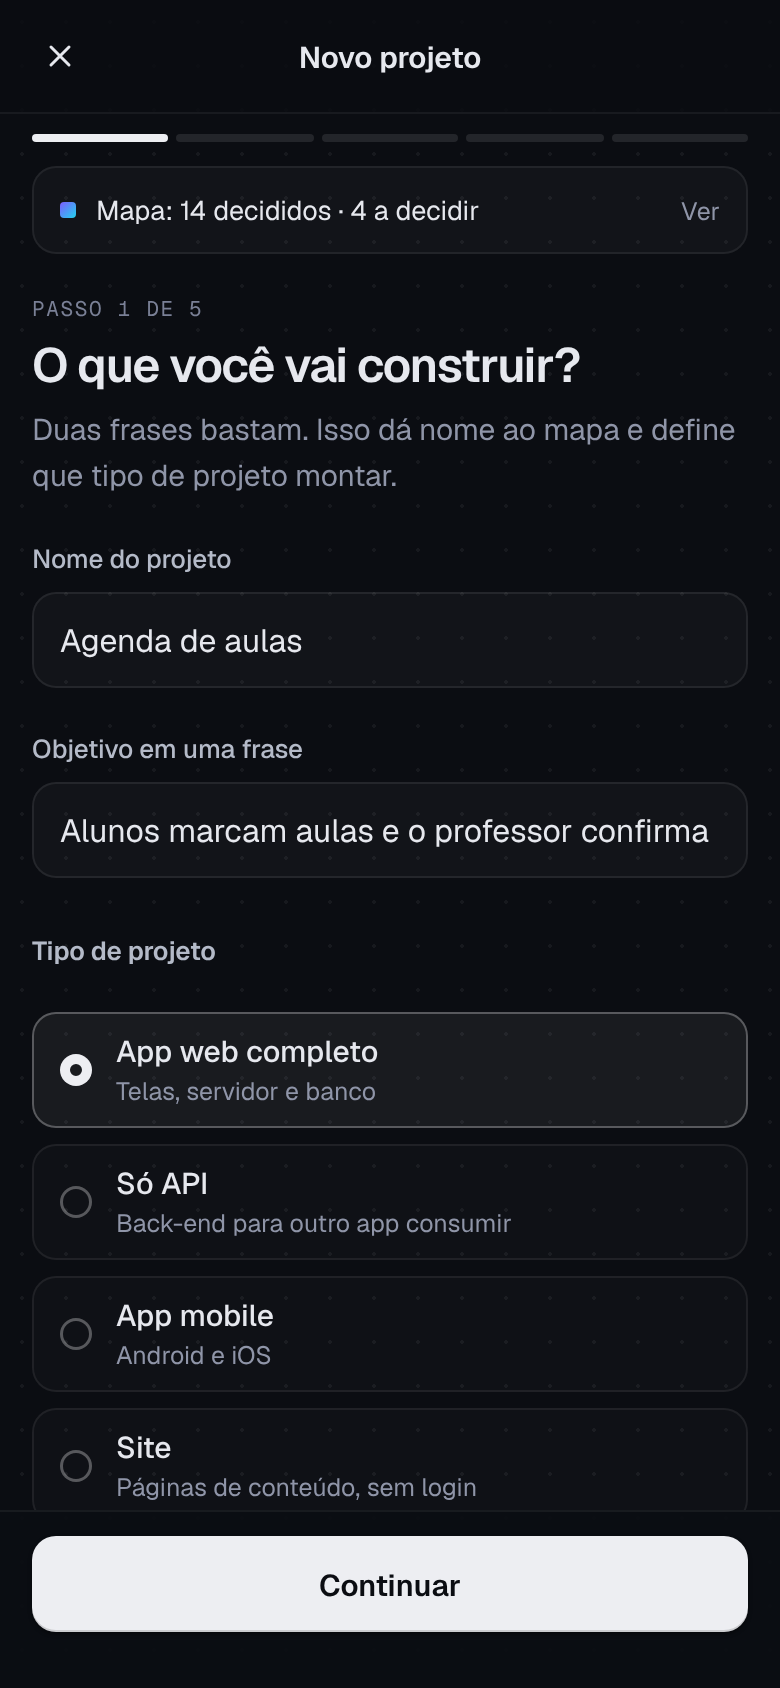 Novo projeto
Mapa: 14 decididos · 4 a decidir
Ver
PASSO 1 DE 5
O que você vai construir?
Duas frases bastam. Isso dá nome ao mapa e define
que tipo de projeto montar.
Nome do projeto
Agenda de aulas
Objetivo em uma frase
Alunos marcam aulas e o professor confirma
Tipo de projeto
App web completo
Telas, servidor e banco
Só API
Back-end para outro app consumir
App mobile
Android e iOS
Site
Páginas de conteúdo, sem login
Continuar